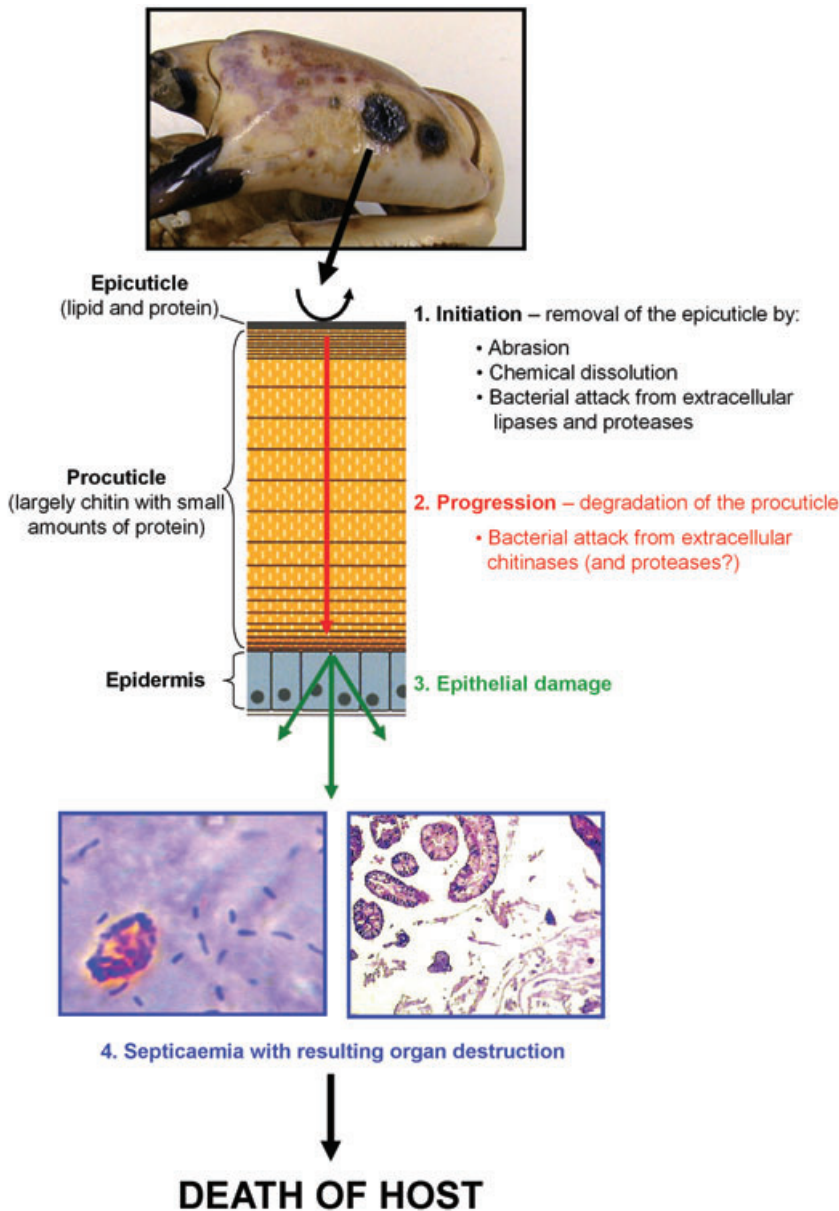 Epicuticle
(lipid and protein)
1. Initiation – removal of the epicuticle by:
• Abrasion
• Chemical dissolution
• Bacterial attack from extracellular
lipases and proteases
Procuticle
(largely chitin with small
amounts of protein)
2. Progression – degradation of the procuticle
• Bacterial attack from extracellular
chitinases (and proteases?)
Epidermis
3. Epithelial damage
4. Septicaemia with resulting organ destruction
DEATH OF HOST